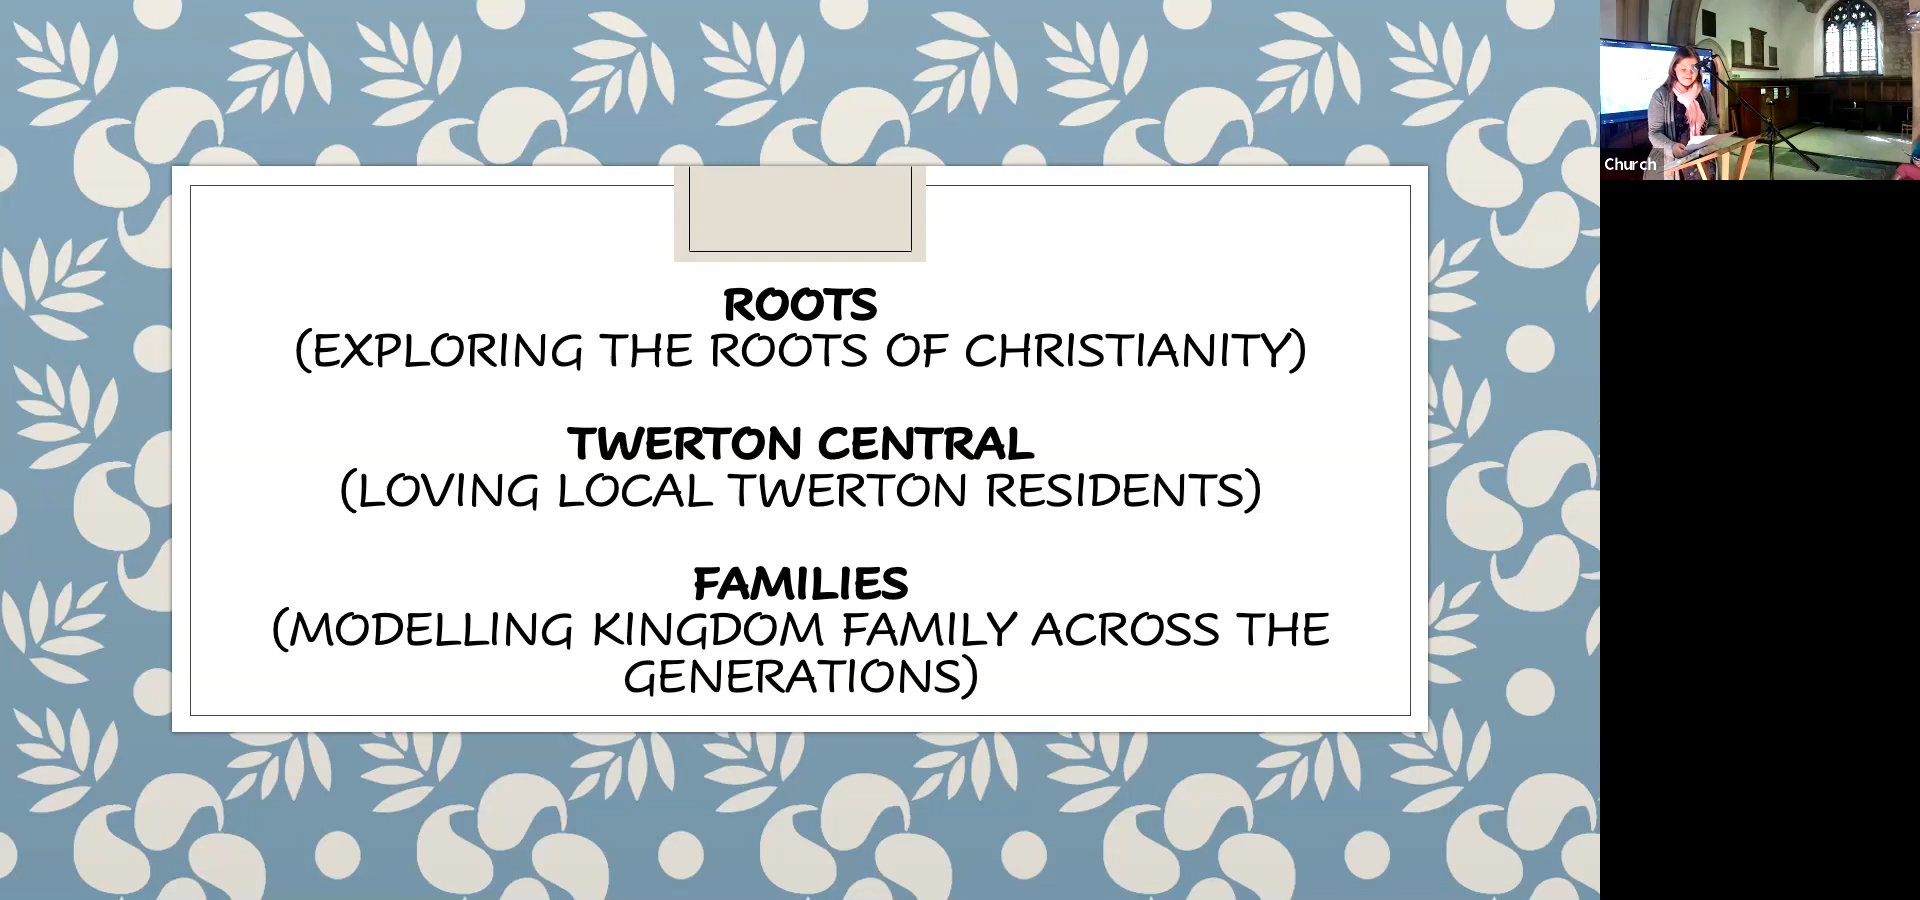 ROOTS
(EXPLORING THE ROOTS OF CHRISTIANITY)
TWERTON CENTRAL
(LOVING LOCAL TWERTON RESIDENTS)
FAMILIES
(MODELLING KINGDOM FAMILY ACROSS THE
GENERATIONS)
Church